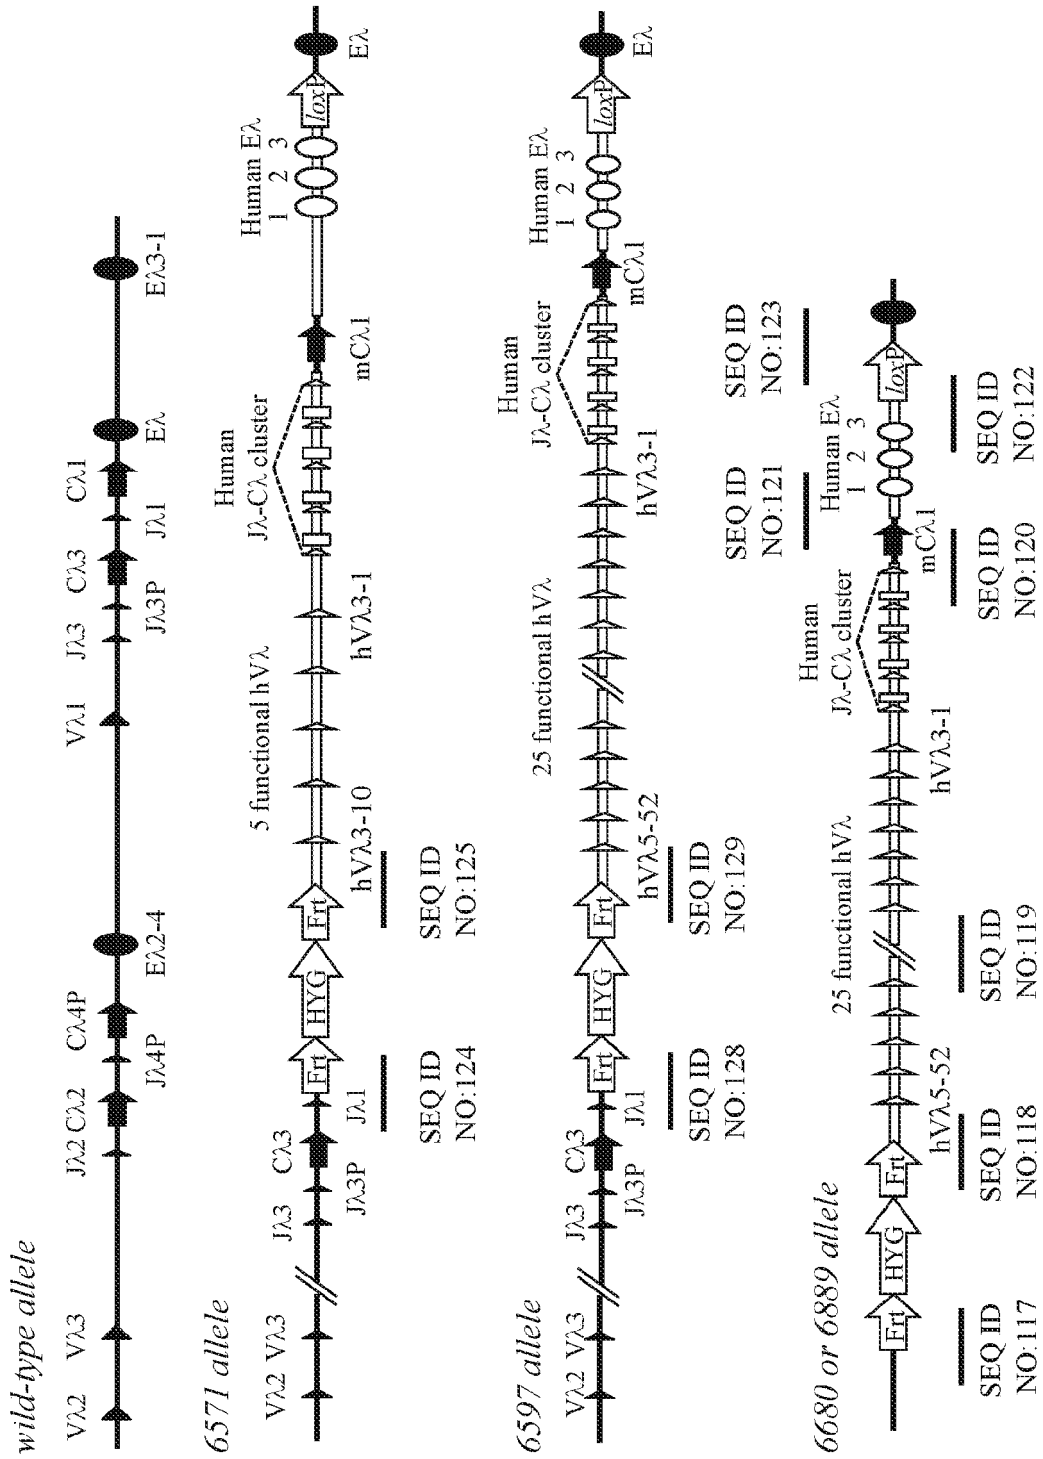 wild-type allele
Vλ2 Vλ3 Jλ2 Cλ2 Cλ4P Vλ1 Jλ3 Cλ3 Cλ1
Jλ4P Eλ2-4 Jλ3P Jλ1 Eλ Eλ3-1
6571 allele
5 functional hVλ
Human
Jλ-Cλ cluster
Human Eλ
1 2 3
Vλ2 Vλ3 Jλ3 Cλ3
Frt HYG Frt loxP
Jλ3P Jλ1 hVλ3-10 hVλ3-1 mCλ1 Eλ
SEQ ID
NO:124
SEQ ID
NO:125
6597 allele
25 functional hVλ
Human
Jλ-Cλ cluster
Human Eλ
1 2 3
Vλ2 Vλ3 Jλ3 Cλ3
Frt HYG Frt loxP
Jλ3P Jλ1 hVλ5-52 hVλ3-1 mCλ1 Eλ
SEQ ID
NO:128
SEQ ID
NO:129
6680 or 6889 allele
SEQ ID
NO:121
SEQ ID
NO:123
25 functional hVλ
Human
Jλ-Cλ cluster
Human Eλ
1 2 3
Frt HYG Frt loxP
hVλ5-52 hVλ3-1 mCλ1
SEQ ID
NO:117
SEQ ID
NO:118
SEQ ID
NO:119
SEQ ID
NO:120
SEQ ID
NO:122